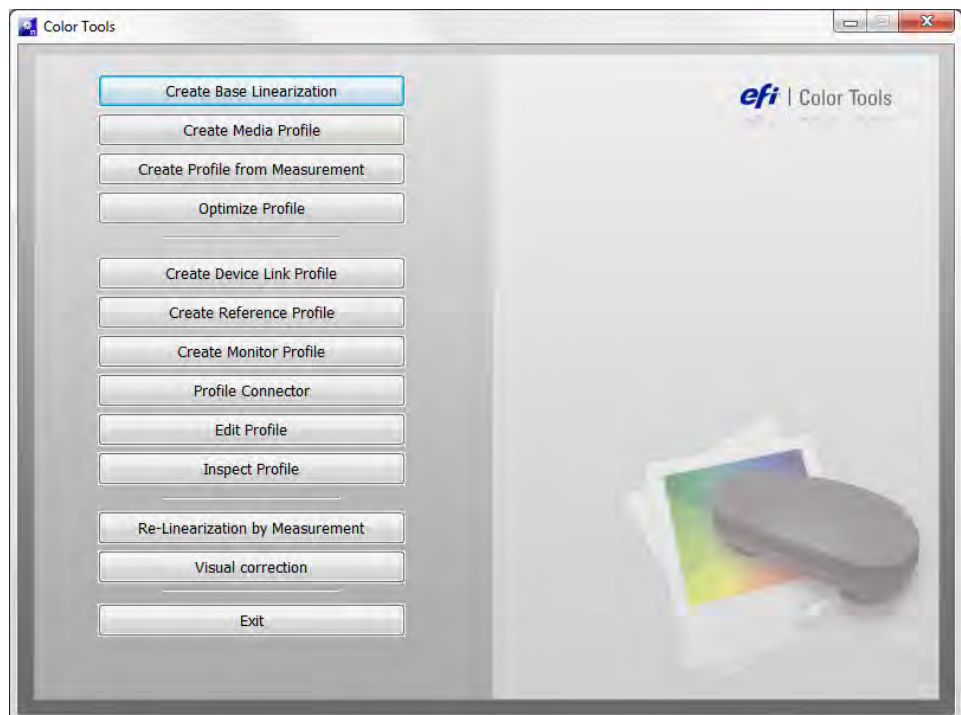 Color Tools
Create Base Linearization
Create Media Profile
Create Profile from Measurement
Optimize Profile
Create Device Link Profile
Create Reference Profile
Create Monitor Profile
Profile Connector
Edit Profile
Inspect Profile
Re-Linearization by Measurement
Visual correction
Exit
efi | Color Tools